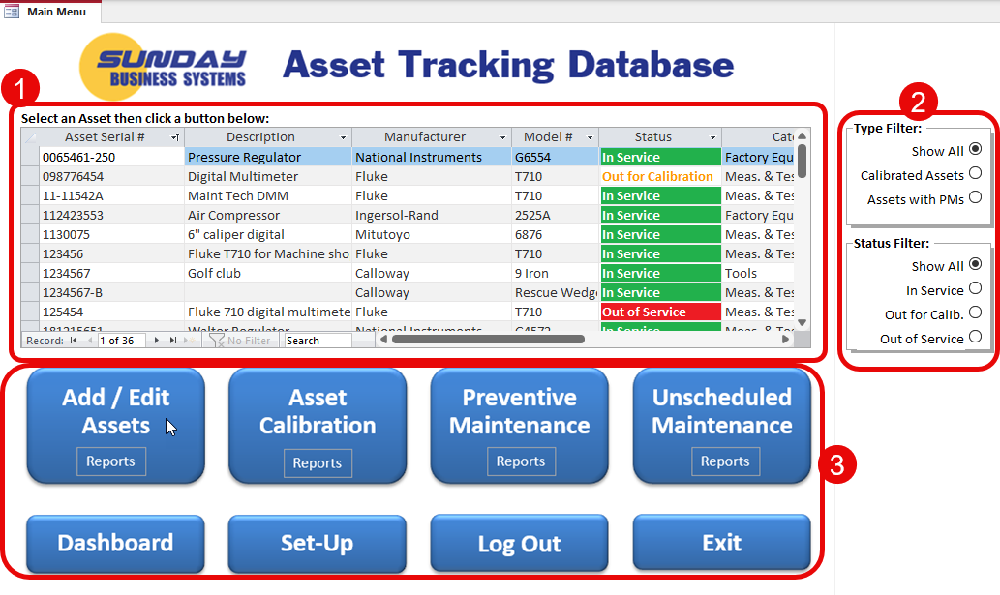 Main Menu
SUNDAY
BUSINESS SYSTEMS
Asset Tracking Database
1
Select an Asset then click a button below:
Asset Serial # Description Manufacturer Model # Status Cat
0065461-250 Pressure Regulator National Instruments G6554 In Service Factory Equ
098776454 Digital Multimeter Fluke T710 Out for Calibration Meas. & Tes
11-11542A Maint Tech DMM Fluke T710 In Service Meas. & Tes
112423553 Air Compressor Ingersol-Rand 2525A In Service Factory Equ
1130075 6" caliper digital Mitutoyo 6876 In Service Meas. & Tes
123456 Fluke T710 for Machine sho Fluke T710 In Service Meas. & Tes
1234567 Golf club Calloway 9 Iron In Service Tools
1234567-B Calloway Rescue Wedge In Service Meas. & Tes
125454 Fluke 710 digital multimete Fluke T710 Out of Service Meas. & Tes
Record: 1 of 36 No Filter Search
2
Type Filter:
Show All
Calibrated Assets
Assets with PMs
Status Filter:
Show All
In Service
Out for Calib.
Out of Service
3
Add / Edit
Assets
Reports
Asset
Calibration
Reports
Preventive
Maintenance
Reports
Unscheduled
Maintenance
Reports
Dashboard
Set-Up
Log Out
Exit